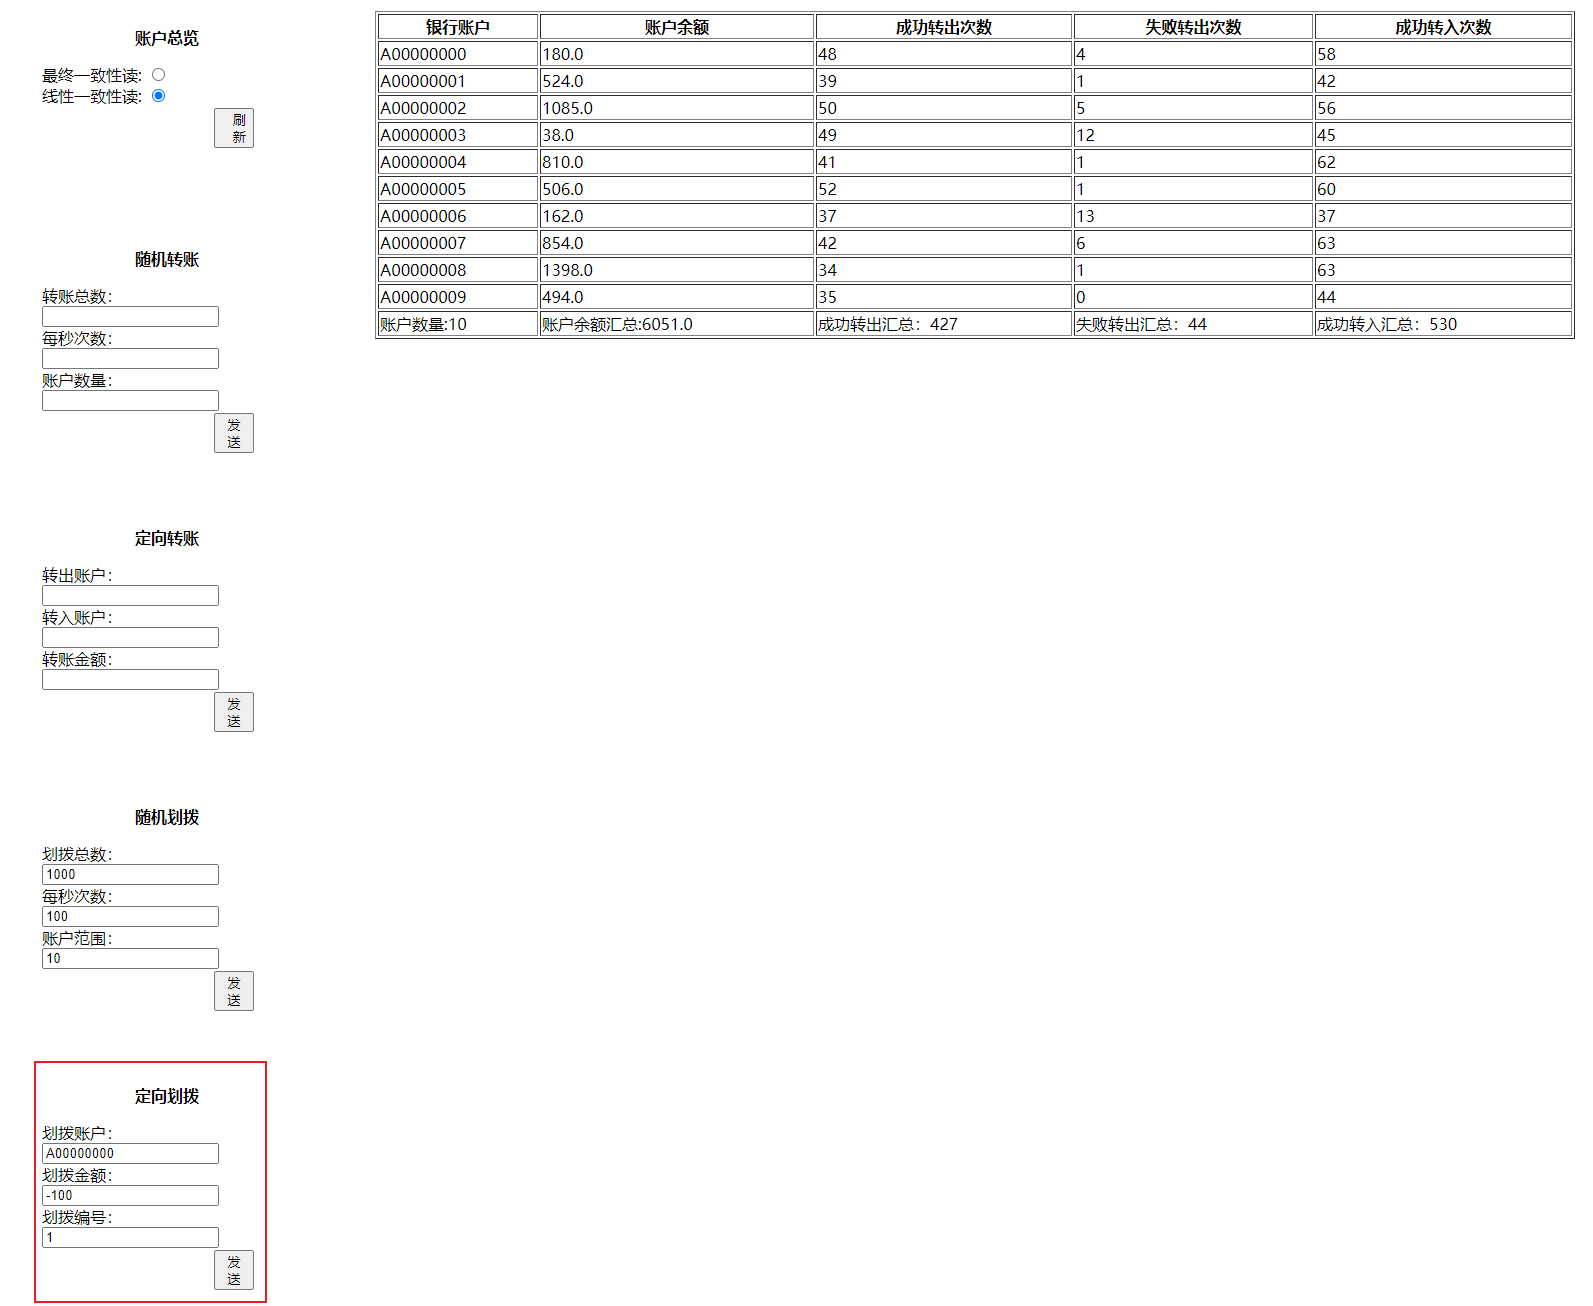 账户总览
最终一致性读:
线性一致性读:
刷
新
随机转账
转账总数：
每秒次数：
账户数量：
发
送
定向转账
转出账户：
转入账户：
转账金额：
发
送
随机划拨
划拨总数：
1000
每秒次数：
100
账户范围：
10
发
送
定向划拨
划拨账户：
A00000000
划拨金额：
-100
划拨编号：
1
发
送
银行账户 账户余额 成功转出次数 失败转出次数 成功转入次数
A00000000 180.0 48 4 58
A00000001 524.0 39 1 42
A00000002 1085.0 50 5 56
A00000003 38.0 49 12 45
A00000004 810.0 41 1 62
A00000005 506.0 52 1 60
A00000006 162.0 37 13 37
A00000007 854.0 42 6 63
A00000008 1398.0 34 1 63
A00000009 494.0 35 0 44
账户数量:10 账户余额汇总:6051.0 成功转出汇总：427 失败转出汇总：44 成功转入汇总：530